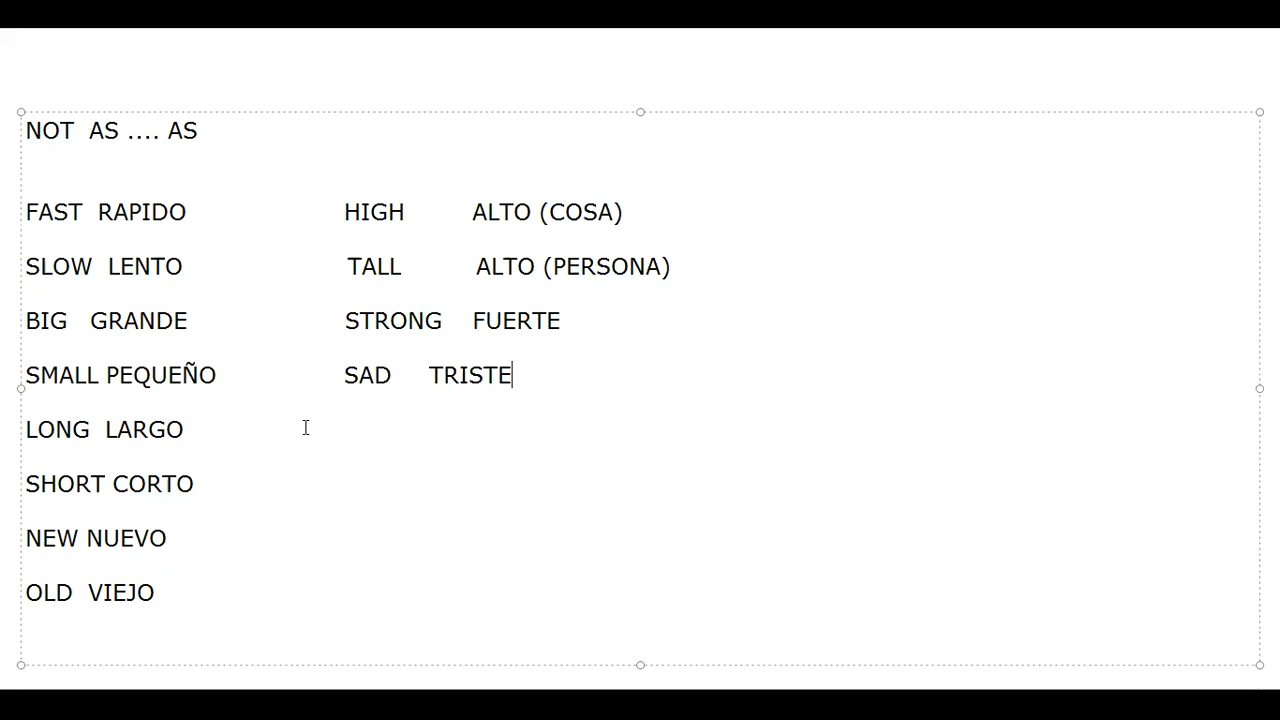 NOT AS .... AS
FAST RAPIDO HIGH ALTO (COSA)
SLOW LENTO TALL ALTO (PERSONA)
BIG GRANDE STRONG FUERTE
SMALL PEQUEÑO SAD TRISTE
LONG LARGO
SHORT CORTO
NEW NUEVO
OLD VIEJO